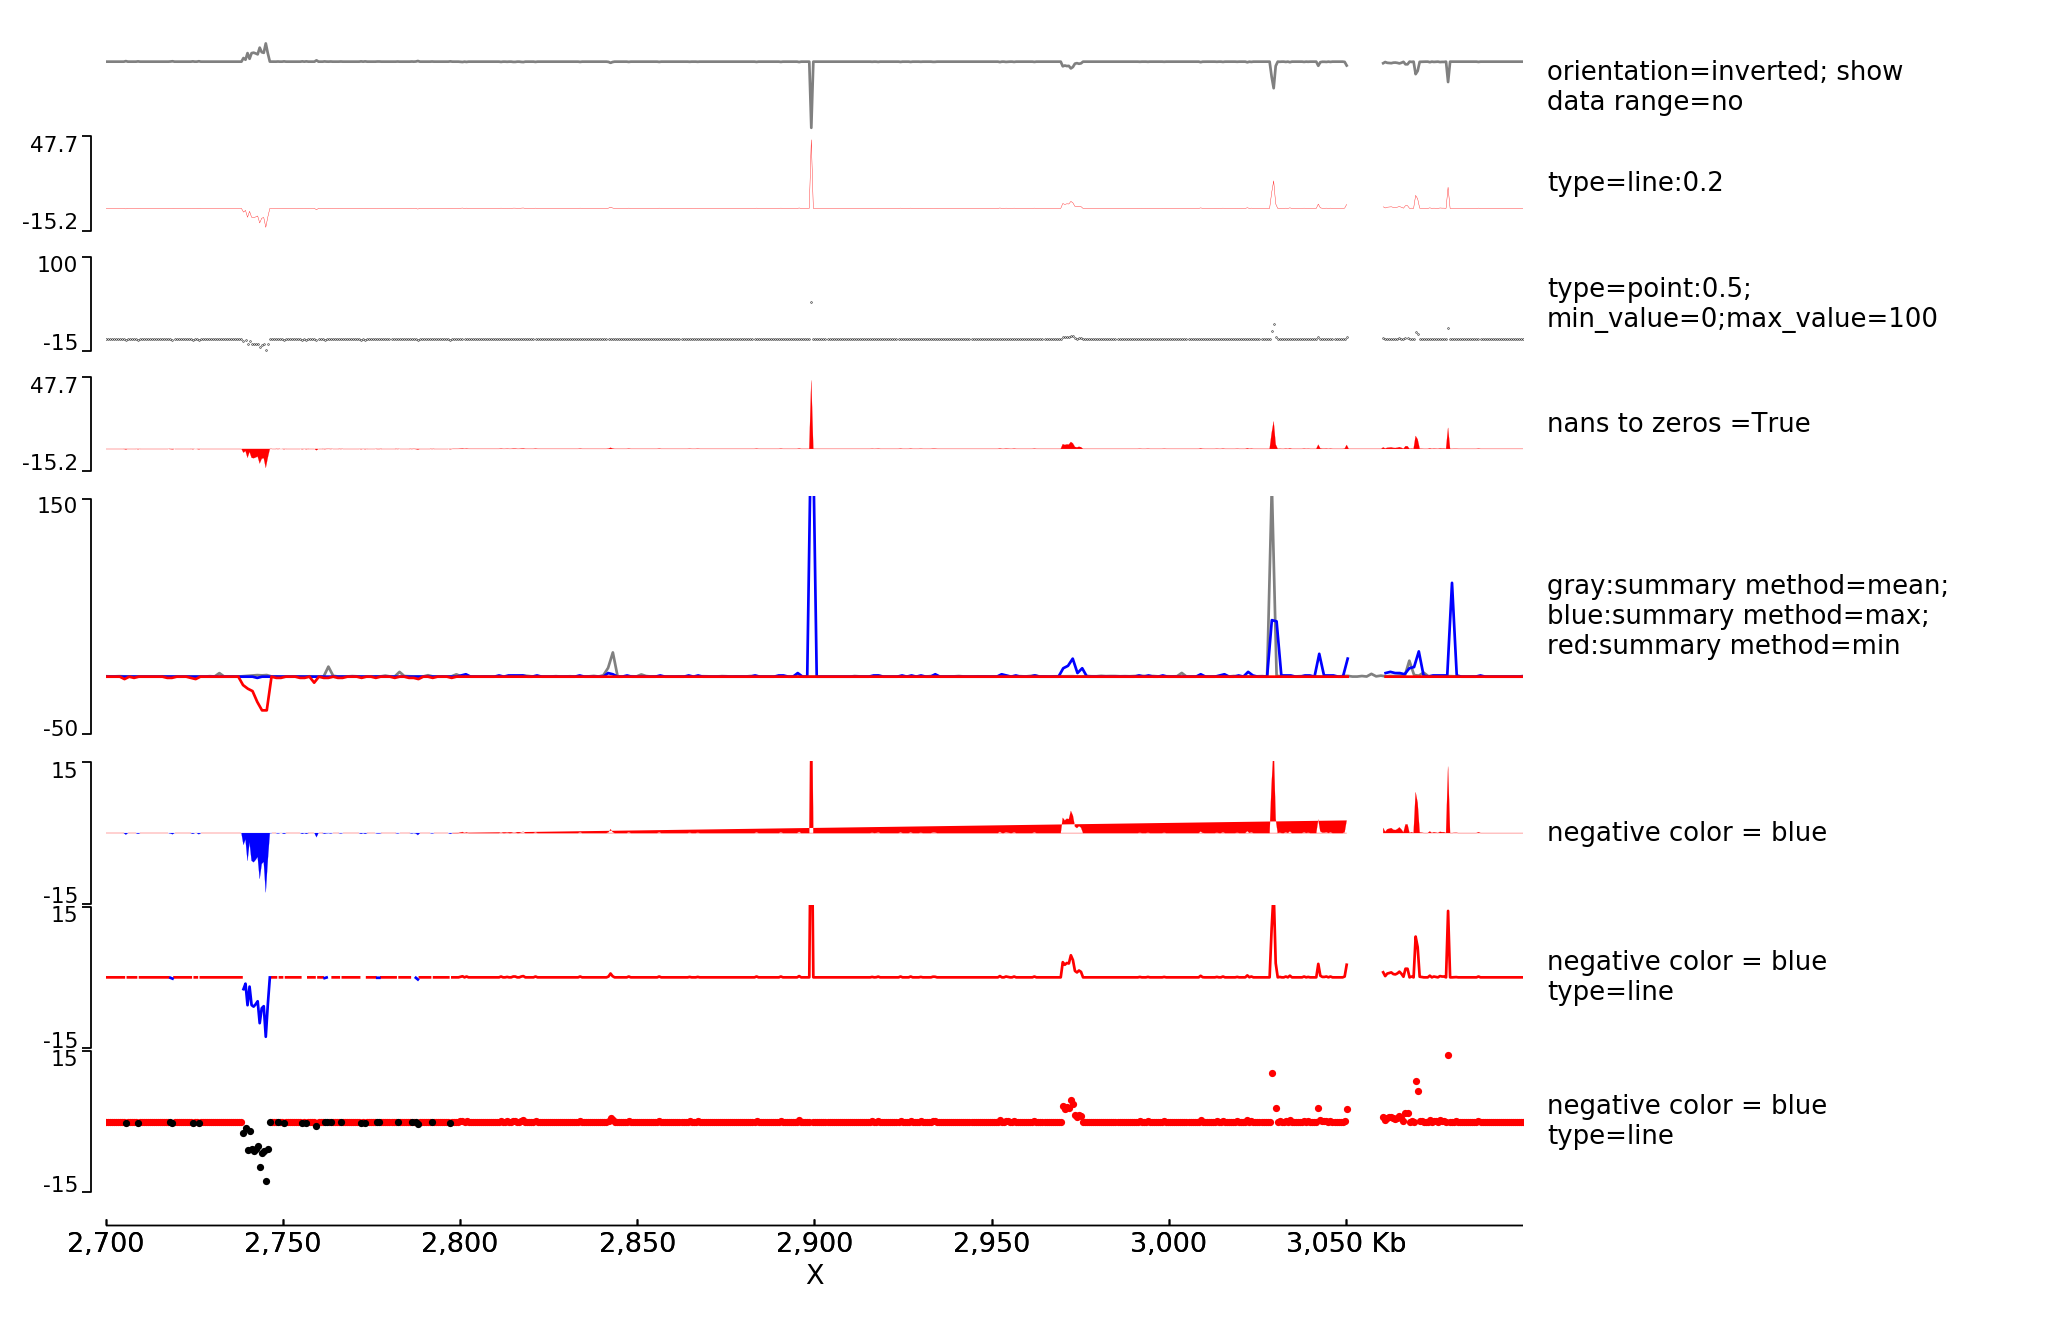 orientation=inverted; show
data range=no
47.7
-15.2
type=line:0.2
100
-15
type=point:0.5;
min_value=0;max_value=100
47.7
-15.2
nans to zeros =True
150
-50
gray:summary method=mean;
blue:summary method=max;
red:summary method=min
15
-15
negative color = blue
15
-15
negative color = blue
type=line
15
-15
negative color = blue
type=line
2,700 2,750 2,800 2,850 2,900 2,950 3,000 3,050 Kb
X